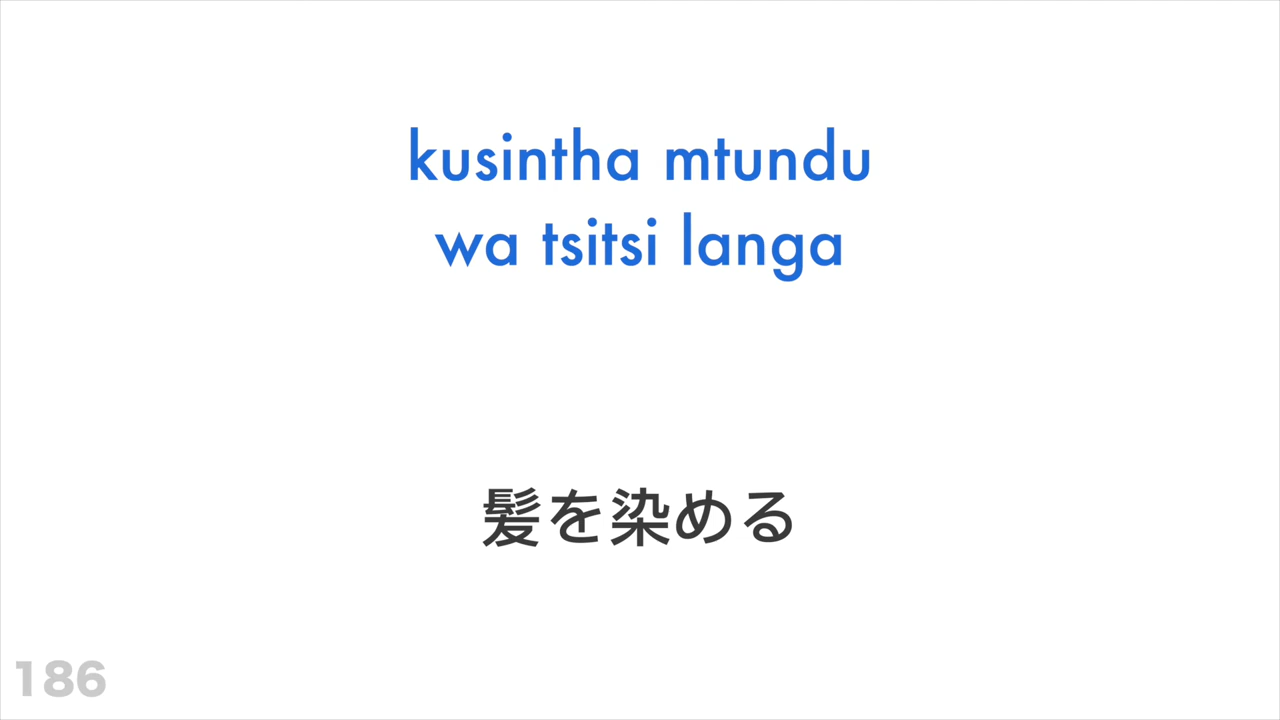 kusintha mtundu
wa tsitsi langa
髪を染める
186